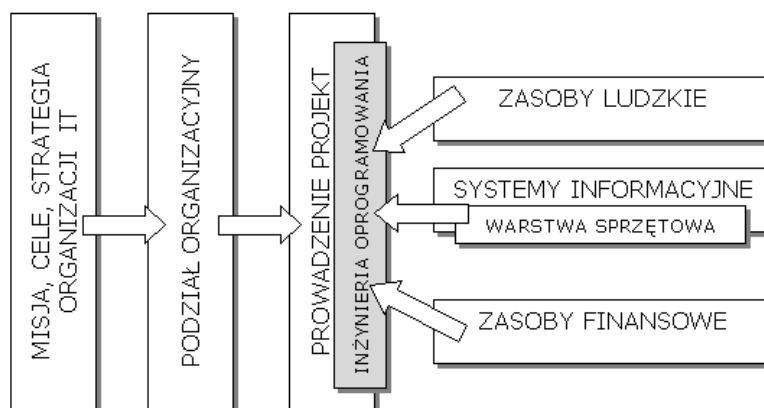 MISJA, CELE, STRATEGIA
ORGANIZACJI IT
PODZIAŁ ORGANIZACYJNY
PROWADZENIE PROJEKT
INŻYNIERIA OPROGRAMOWANIA
ZASOBY LUDZKIE
SYSTEMY INFORMACYJNE
WARSTWA SPRZĘTOWA
ZASOBY FINANSOWE